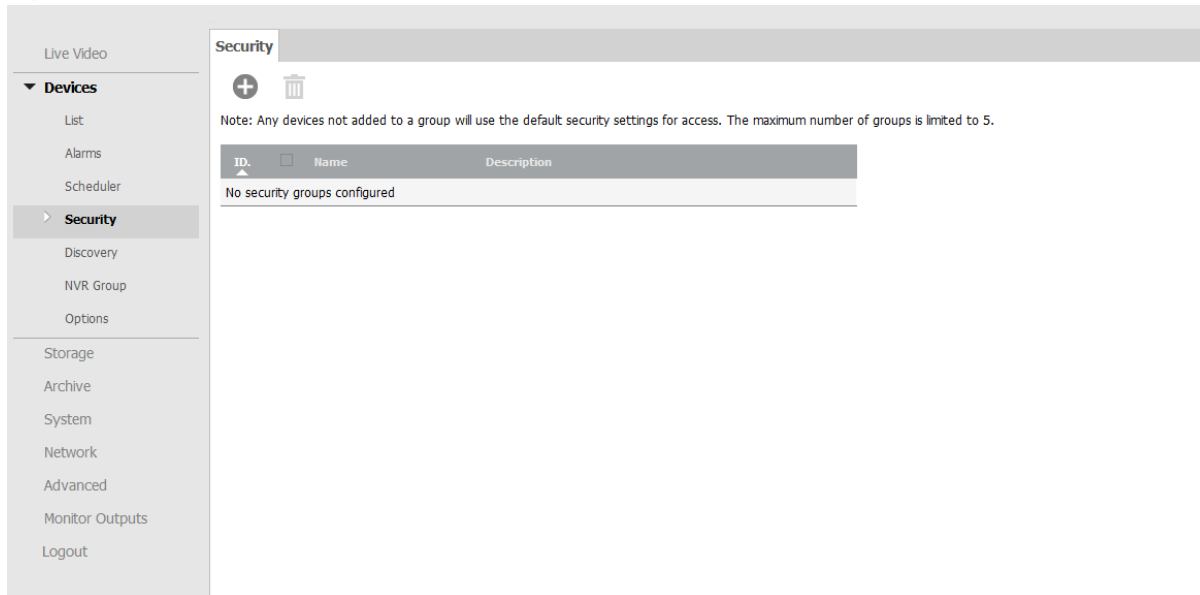 Live Video
Devices
List
Alarms
Scheduler
Security
Discovery
NVR Group
Options
Storage
Archive
System
Network
Advanced
Monitor Outputs
Logout
Security
Note: Any devices not added to a group will use the default security settings for access. The maximum number of groups is limited to 5.
ID. Name Description
No security groups configured